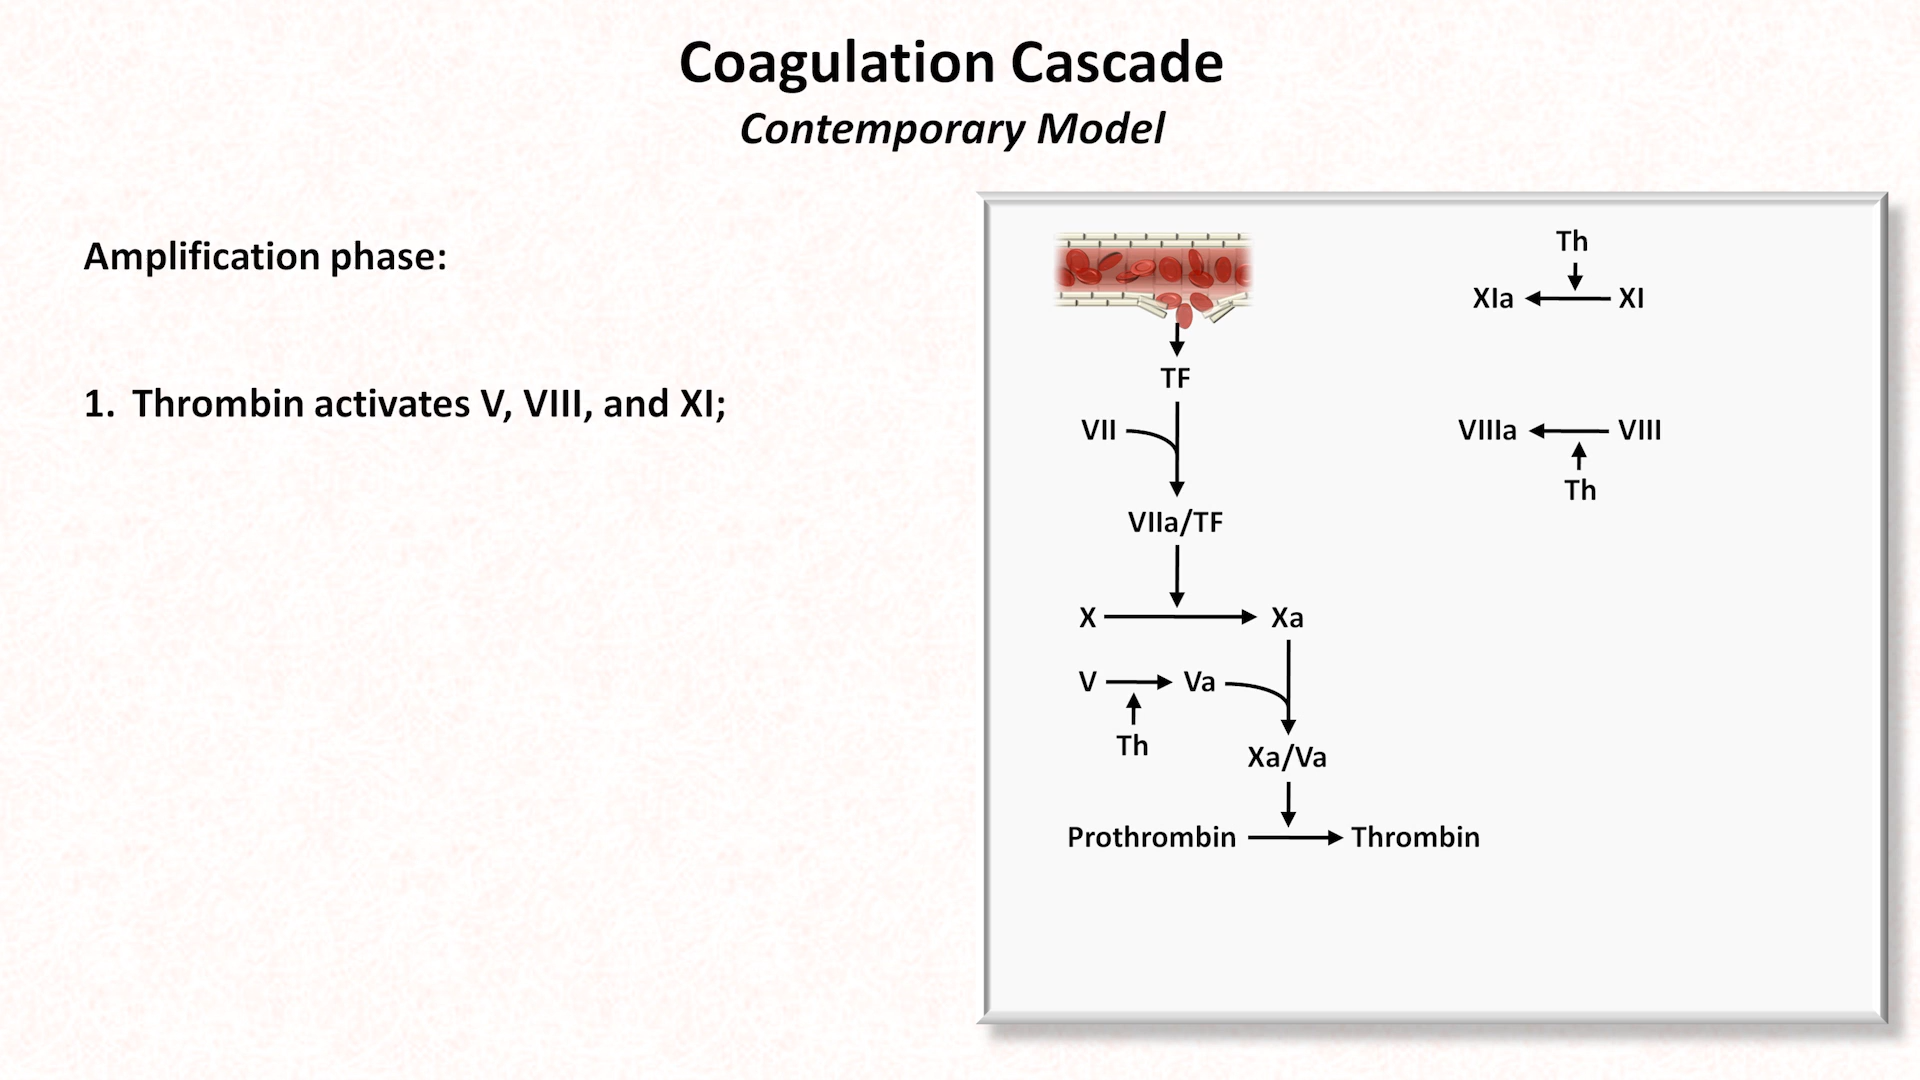 Coagulation Cascade
Contemporary Model
Amplification phase:
1. Thrombin activates V, VIII, and XI;
Th
XIa XI
TF
VII
VIIIa VIII
Th
VIIa/TF
X Xa
V Va
Th
Xa/Va
Prothrombin Thrombin